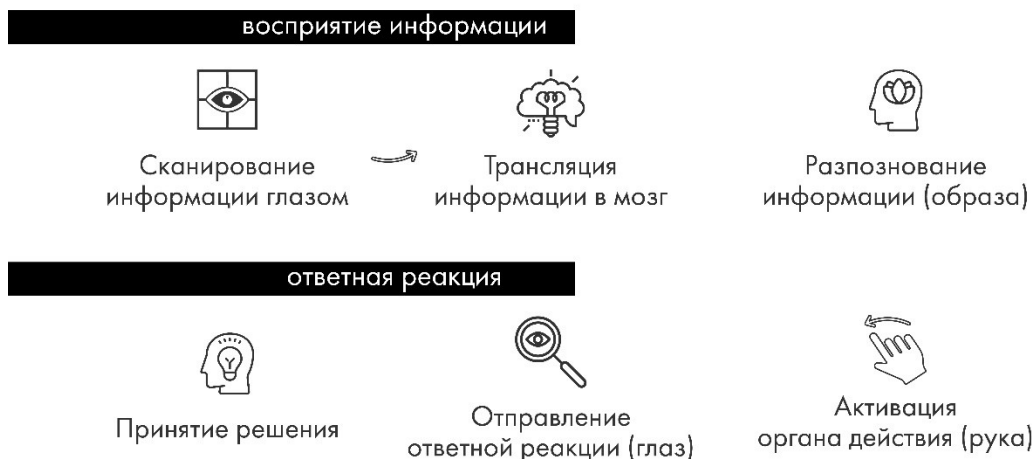 восприятие информации
Сканирование
информации глазом
Трансляция
информации в мозг
Разпознование
информации (образа)
ответная реакция
Принятие решения
Отправление
ответной реакции (глаз)
Активация
органа действия (рука)